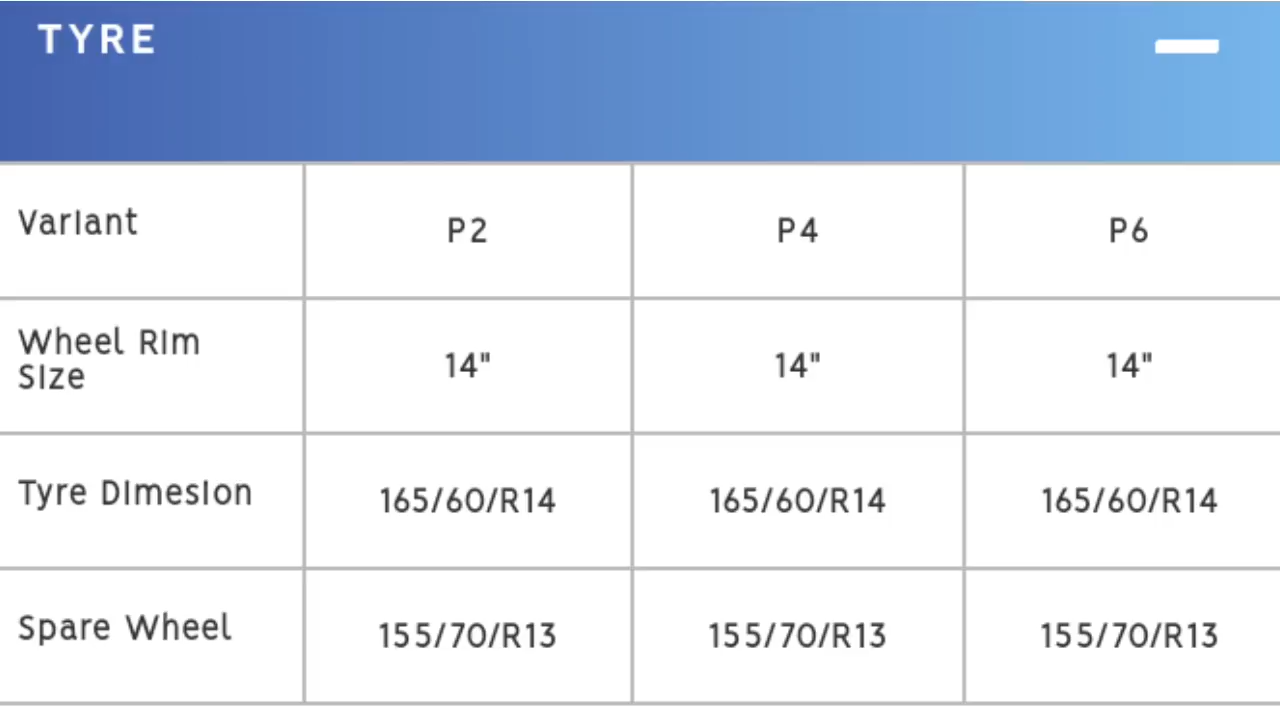 TYRE
Variant P2 P4 P6
Wheel Rim
Size 14" 14" 14"
Tyre Dimesion 165/60/R14 165/60/R14 165/60/R14
Spare Wheel 155/70/R13 155/70/R13 155/70/R13